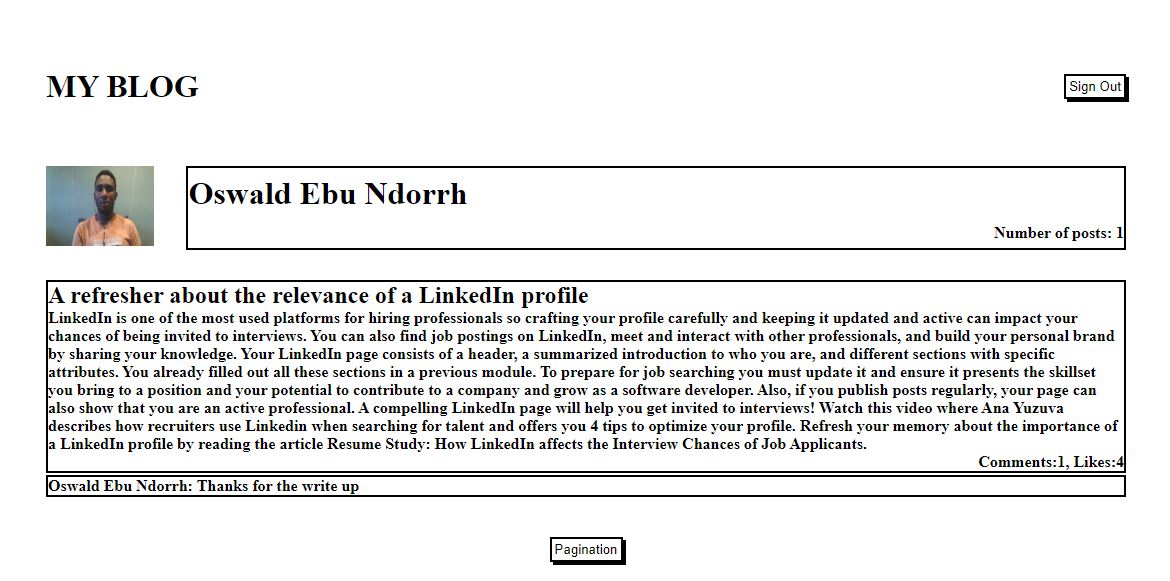 MY BLOG
Sign Out
Oswald Ebu Ndorrh
Number of posts: 1
A refresher about the relevance of a LinkedIn profile
LinkedIn is one of the most used platforms for hiring professionals so crafting your profile carefully and keeping it updated and active can impact your
chances of being invited to interviews. You can also find job postings on LinkedIn, meet and interact with other professionals, and build your personal brand
by sharing your knowledge. Your LinkedIn page consists of a header, a summarized introduction to who you are, and different sections with specific
attributes. You already filled out all these sections in a previous module. To prepare for job searching you must update it and ensure it presents the skillset
you bring to a position and your potential to contribute to a company and grow as a software developer. Also, if you publish posts regularly, your page can
also show that you are an active professional. A compelling LinkedIn page will help you get invited to interviews! Watch this video where Ana Yuzuva
describes how recruiters use Linkedin when searching for talent and offers you 4 tips to optimize your profile. Refresh your memory about the importance of
a LinkedIn profile by reading the article Resume Study: How LinkedIn affects the Interview Chances of Job Applicants.
Comments:1, Likes:4
Oswald Ebu Ndorrh: Thanks for the write up
Pagination